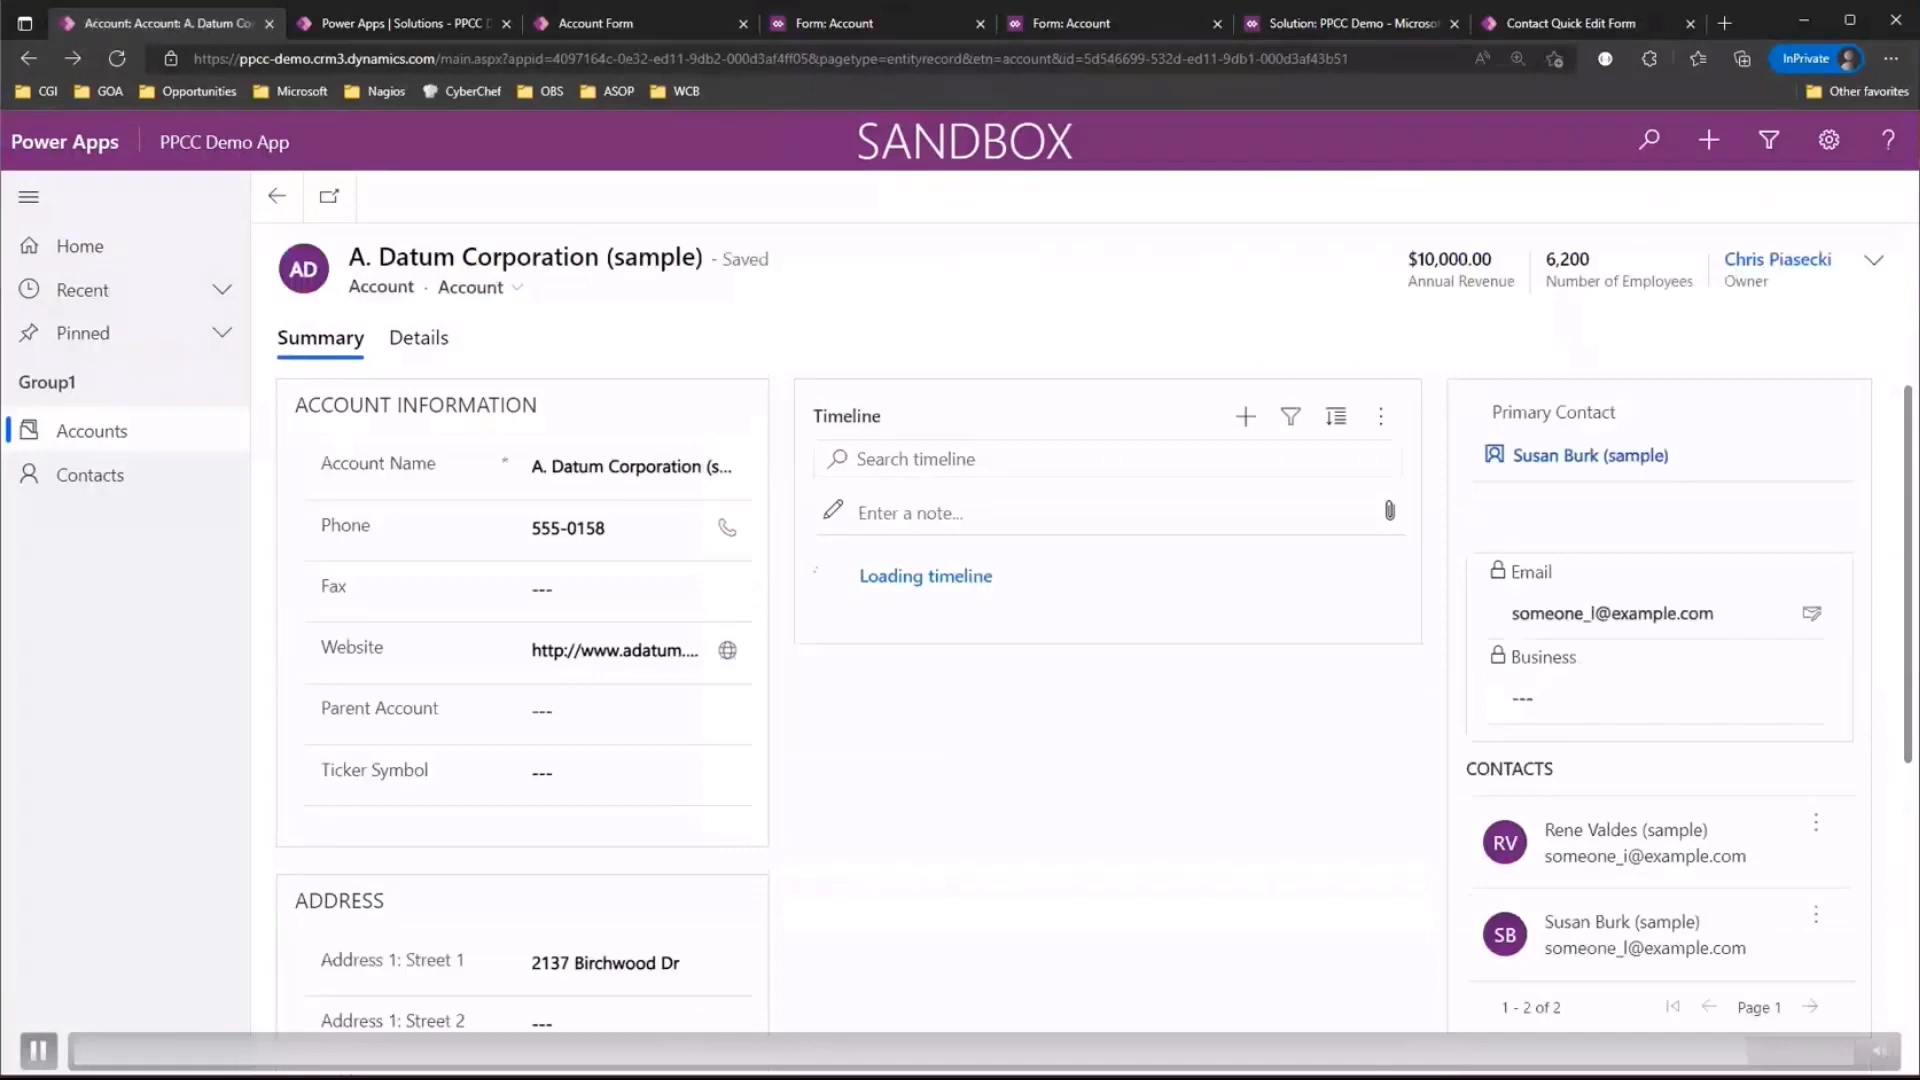 Account: Account: A. Datum Co
Power Apps | Solutions - PPCC D
Account Form
Form: Account
Form: Account
Solution: PPCC Demo - Microso
Contact Quick Edit Form
https://ppcc-demo.crm3.dynamics.com/main.aspx?appid=4097164c-0e32-ed11-9db2-000d3af4ff05&pagetype=entityrecord&etn=account&id=5d546699-532d-ed11-9db1-000d3af43b51
InPrivate
CGI
GOA
Opportunities
Microsoft
Nagios
CyberChef
OBS
ASOP
WCB
Other favorites
Power Apps
PPCC Demo App
SANDBOX
Home
Recent
Pinned
Group1
Accounts
Contacts
AD
A. Datum Corporation (sample) - Saved
Account · Account
$10,000.00
Annual Revenue
6,200
Number of Employees
Chris Piasecki
Owner
Summary
Details
ACCOUNT INFORMATION
Account Name * A. Datum Corporation (s...
Phone 555-0158
Fax ---
Website http://www.adatum....
Parent Account ---
Ticker Symbol ---
ADDRESS
Address 1: Street 1 2137 Birchwood Dr
Address 1: Street 2 ---
Timeline
Search timeline
Enter a note...
Loading timeline
Primary Contact
Susan Burk (sample)
Email
someone_l@example.com
Business
---
CONTACTS
RV
Rene Valdes (sample)
someone_i@example.com
SB
Susan Burk (sample)
someone_l@example.com
1 - 2 of 2
Page 1